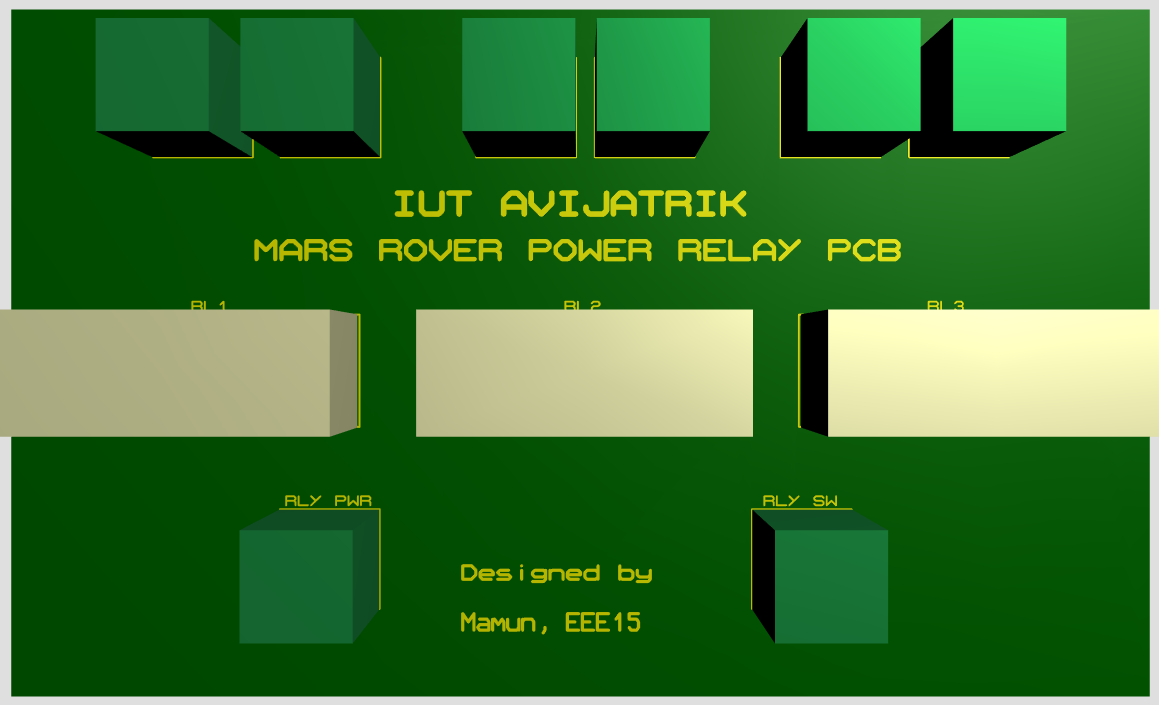 IUT AVIJATRIK
MARS ROVER POWER RELAY PCB
RL1 RL2 RL3
RLY PWR RLY SW
Designed by
Mamun, EEE15